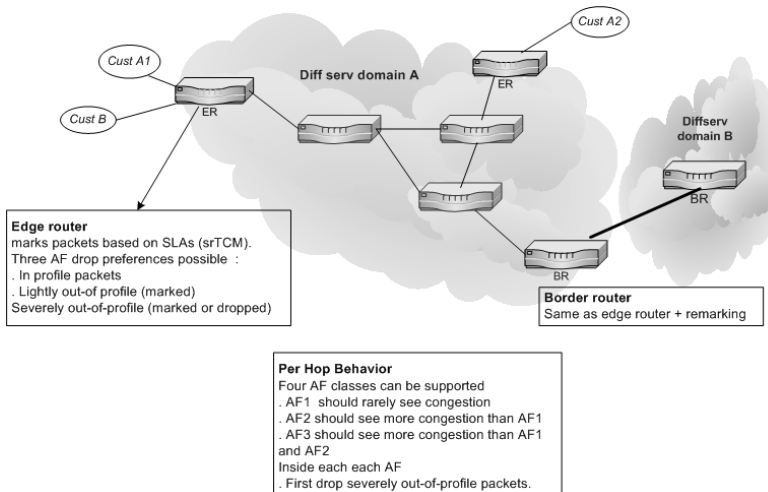 Cust A2
Cust A1
Diff serv domain A
ER
ER
Cust B
Diffserv
domain B
BR
BR
Edge router
marks packets based on SLAs (srTCM).
Three AF drop preferences possible :
. In profile packets
. Lightly out-of profile (marked)
Severely out-of-profile (marked or dropped)
Border router
Same as edge router + remarking
Per Hop Behavior
Four AF classes can be supported
. AF1 should rarely see congestion
. AF2 should see more congestion than AF1
. AF3 should see more congestion than AF1
and AF2
Inside each each AF
. First drop severely out-of-profile packets.